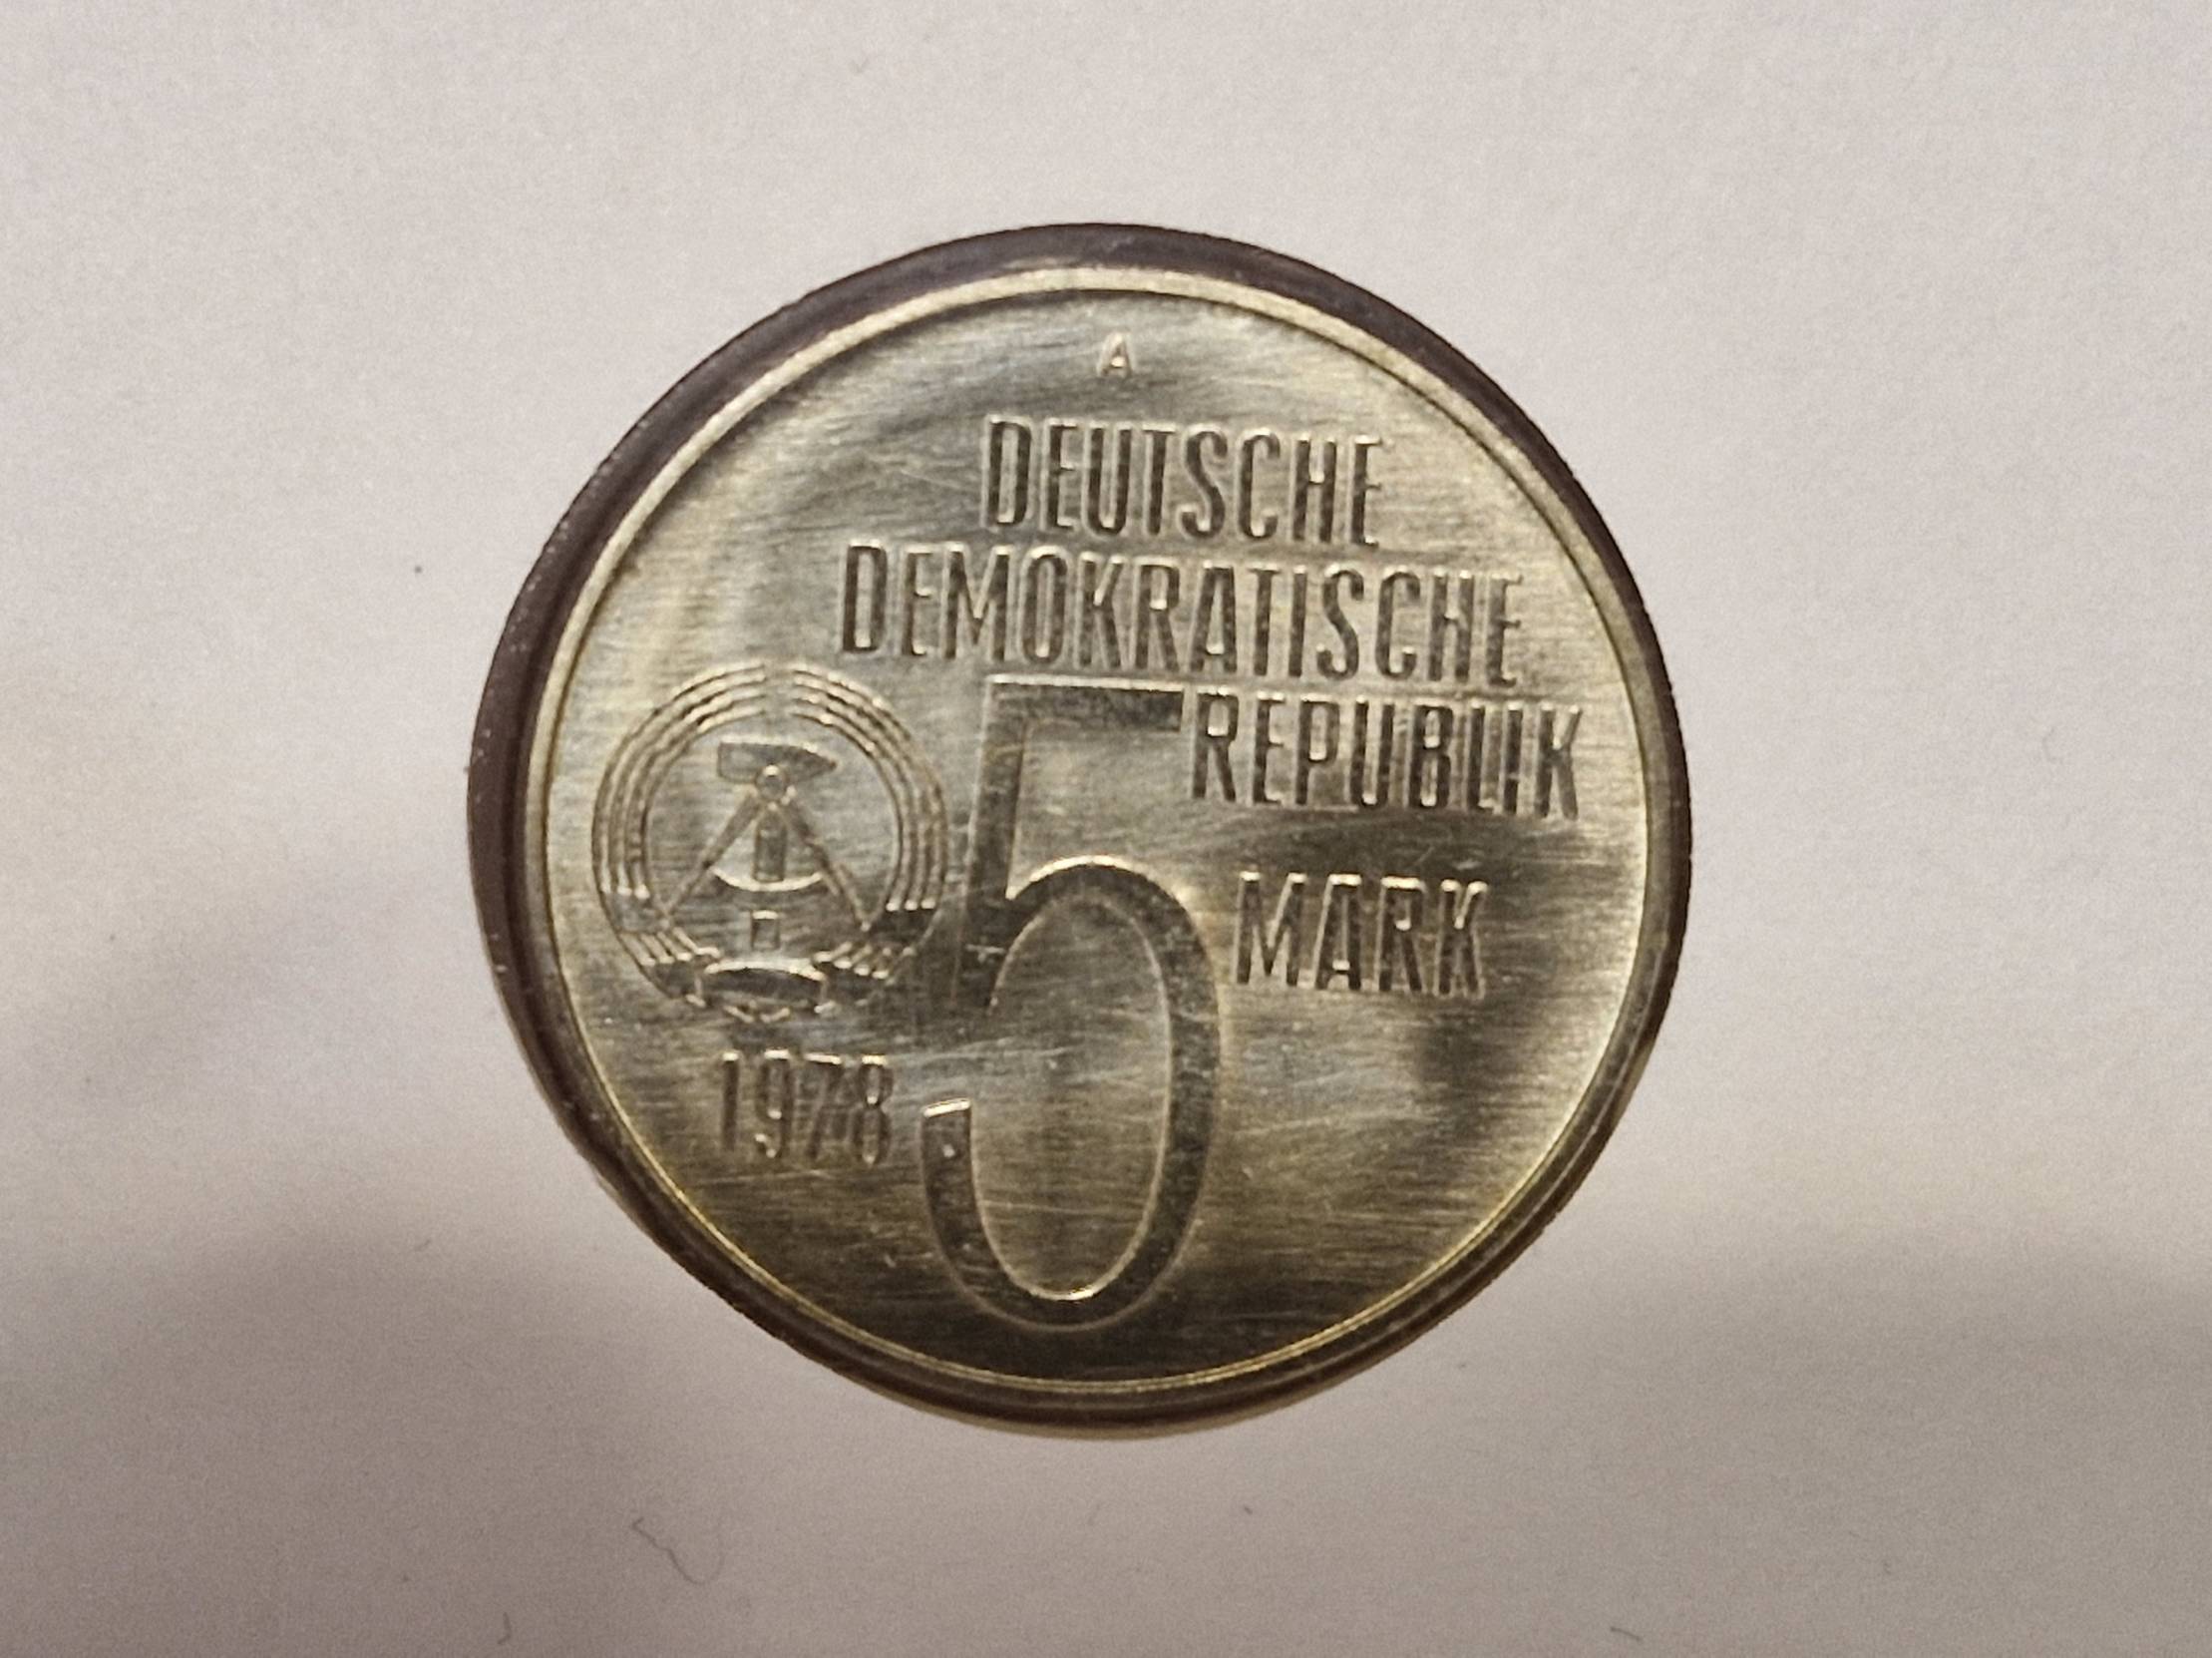 A
DEUTSCHE
DEMOKRATISCHE
REPUBLIK
5 MARK
1978